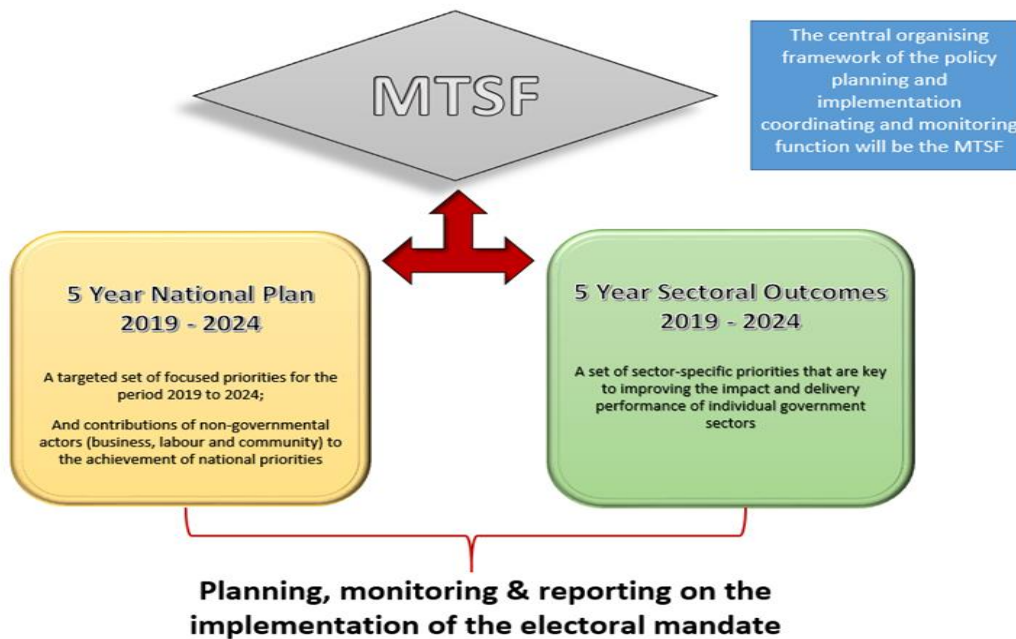 MTSF
The central organising
framework of the policy
planning and
implementation
coordinating and monitoring
function will be the MTSF
5 Year National Plan
2019 - 2024
A targeted set of focused priorities for the
period 2019 to 2024;
And contributions of non-governmental
actors (business, labour and community) to
the achievement of national priorities
5 Year Sectoral Outcomes
2019 - 2024
A set of sector-specific priorities that are key
to improving the impact and delivery
performance of individual government
sectors
Planning, monitoring & reporting on the
implementation of the electoral mandate